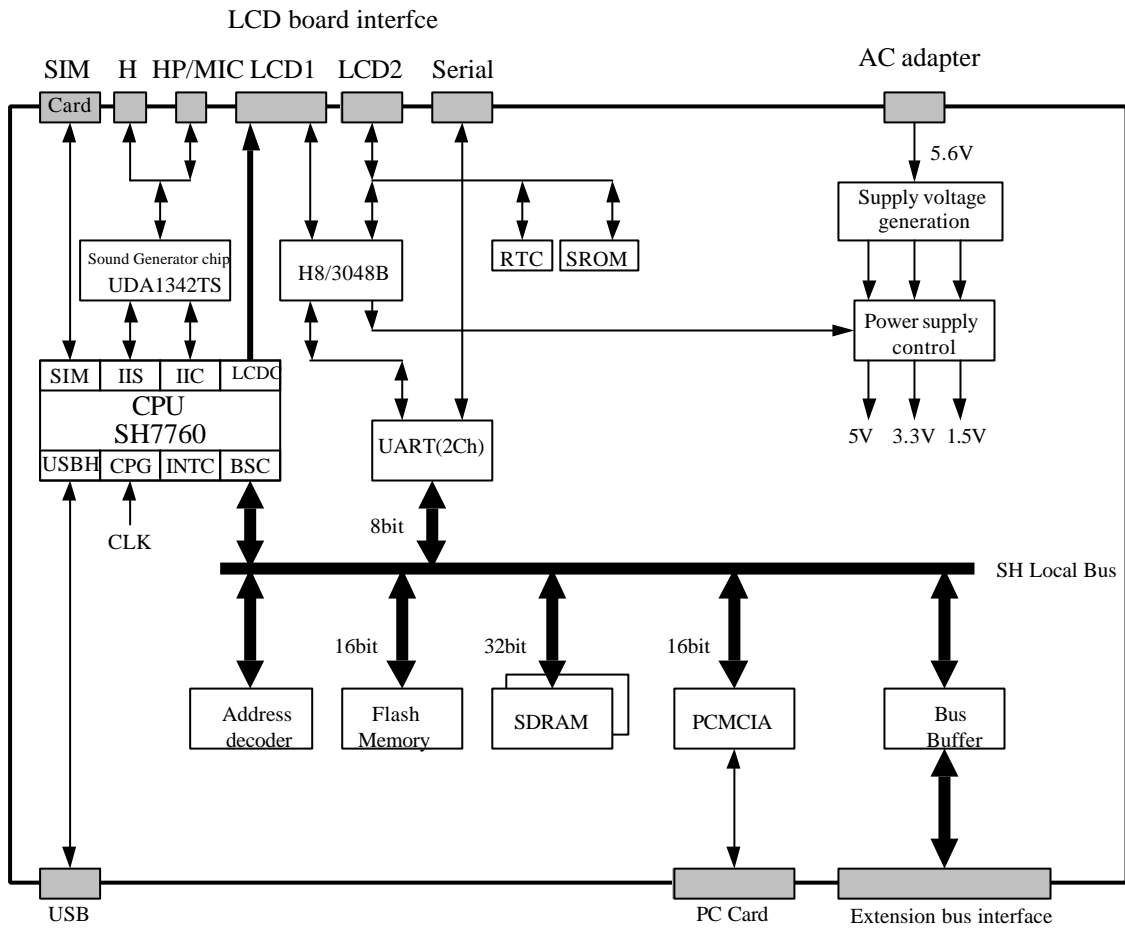 LCD board interfce
SIM H HP/MIC LCD1 LCD2 Serial
AC adapter
Card
5.6V
Supply voltage
generation
Sound Generator chip
UDA1342TS
H8/3048B
RTC
SROM
Power supply
control
SIM IIS IIC LCDC
CPU
SH7760
USBH CPG INTC BSC
UART(2Ch)
5V 3.3V 1.5V
CLK
8bit
SH Local Bus
16bit
32bit
16bit
Address
decoder
Flash
Memory
SDRAM
PCMCIA
Bus
Buffer
USB
PC Card
Extension bus interface